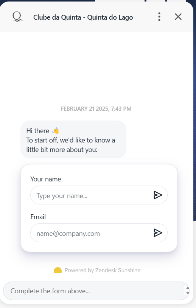 Clube da Quinta - Quinta do Lago
FEBRUARY 21 2025, 7:43 PM
Hi there 👋
To start off, we'd like to know a
little bit more about you:
Your name
Type your name...
Email
name@company.com
Powered by Zendesk Sunshine
Complete the form above...